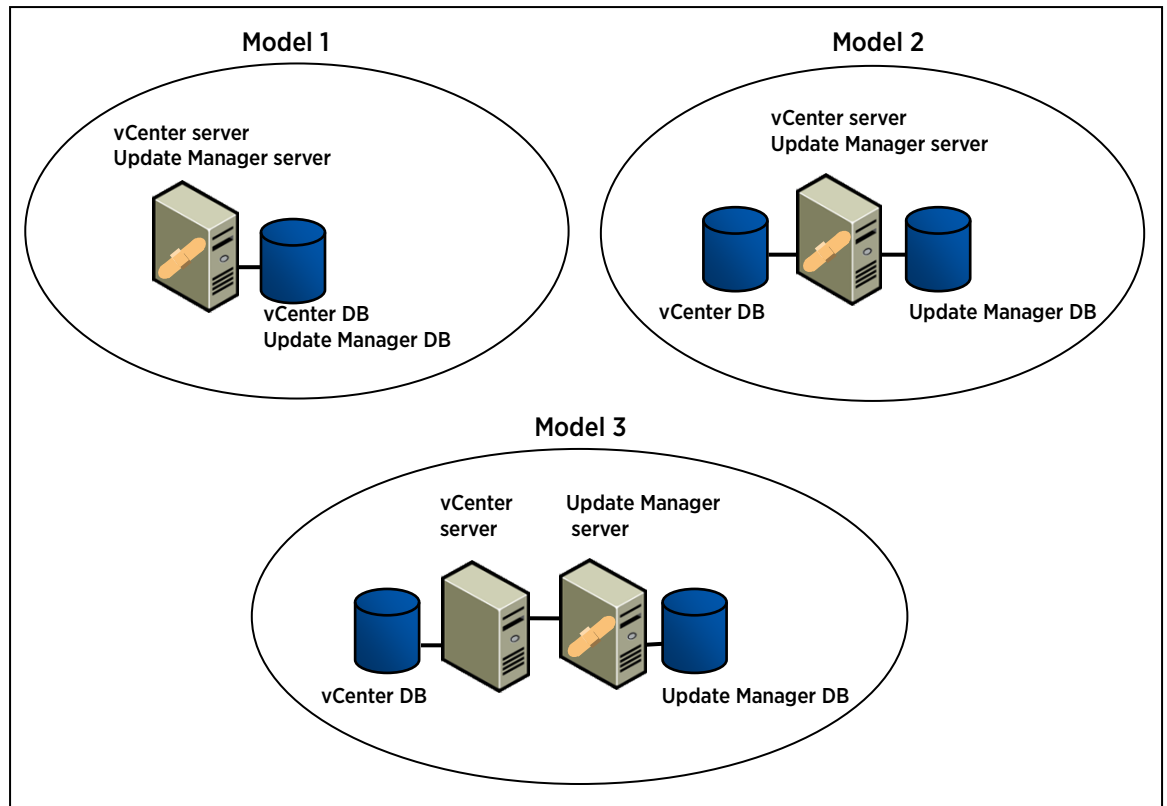 Model 1
vCenter server
Update Manager server
vCenter DB
Update Manager DB
Model 2
vCenter server
Update Manager server
vCenter DB
Update Manager DB
Model 3
vCenter
server
Update Manager
server
vCenter DB
Update Manager DB